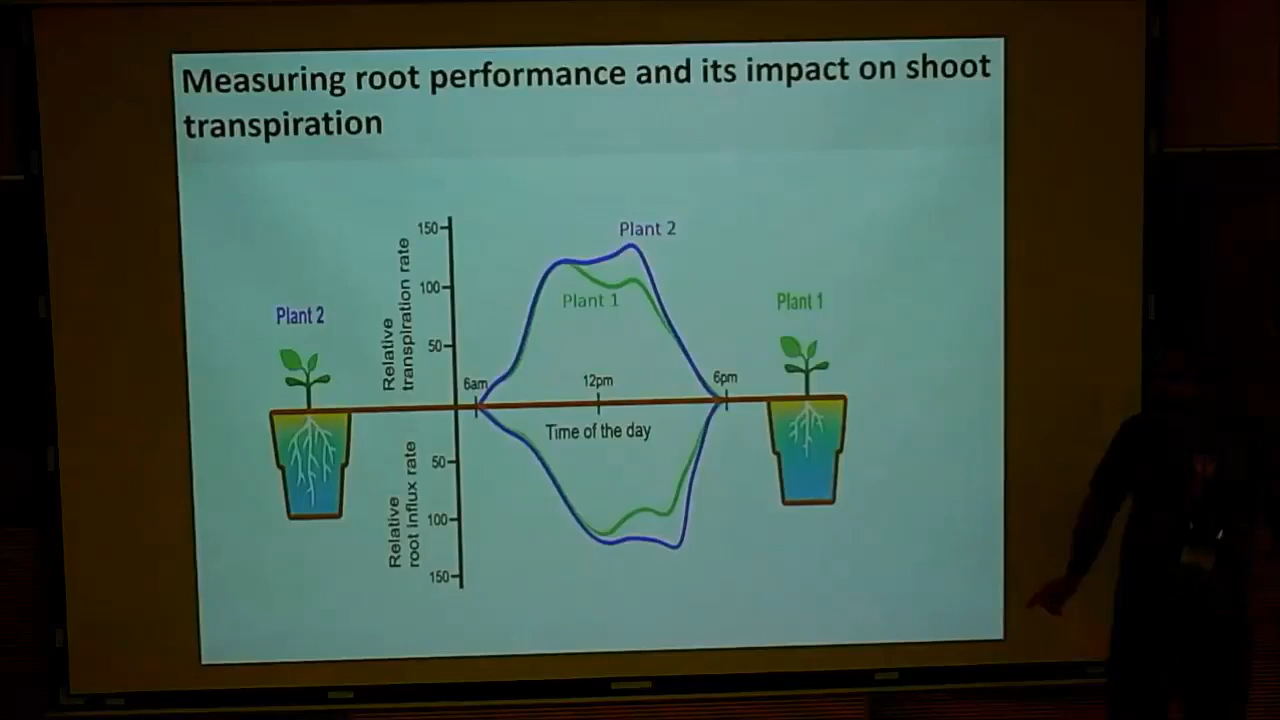 Measuring root performance and its impact on shoot
transpiration
150
Plant 2
Relative
transpiration rate
100
Plant 1
Plant 2
Plant 1
50
6am
12pm
6pm
Time of the day
50
Relative
root influx rate
100
150